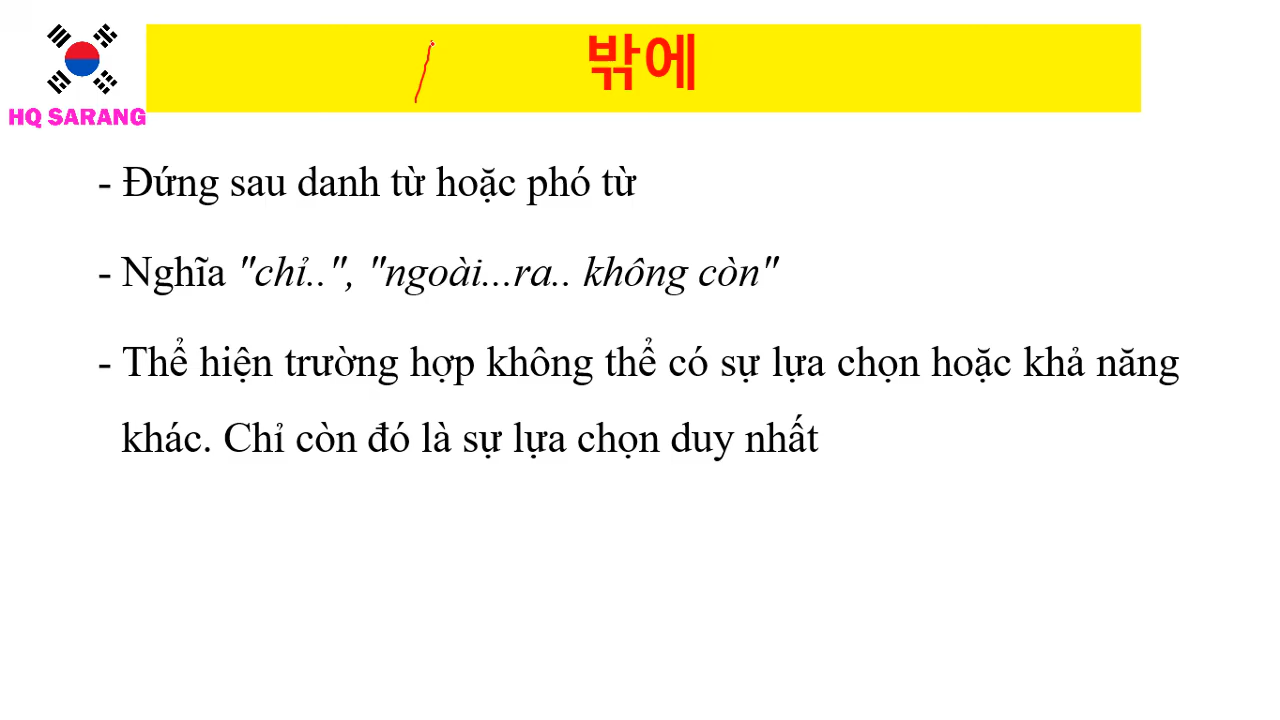 밖에
HQ SARANG
- Đứng sau danh từ hoặc phó từ
- Nghĩa "chỉ..", "ngoài...ra.. không còn"
- Thể hiện trường hợp không thể có sự lựa chọn hoặc khả năng
khác. Chỉ còn đó là sự lựa chọn duy nhất